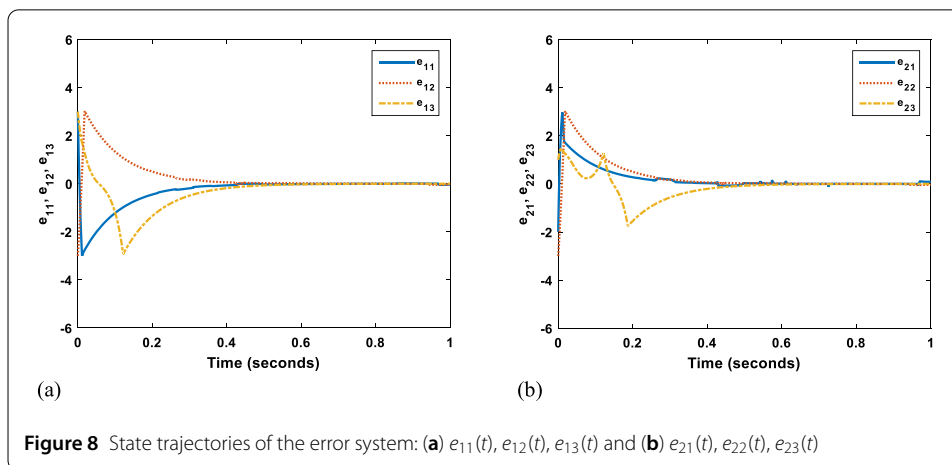 6
4
2
0
-2
-4
-6
e11, e12, e13
0
0.2
0.4
0.6
0.8
1
Time (seconds)
e11
e12
e13
(a)
6
4
2
0
-2
-4
-6
e21, e22, e23
0
0.2
0.4
0.6
0.8
1
Time (seconds)
e21
e22
e23
(b)
Figure 8 State trajectories of the error system: (a) e11(t), e12(t), e13(t) and (b) e21(t), e22(t), e23(t)